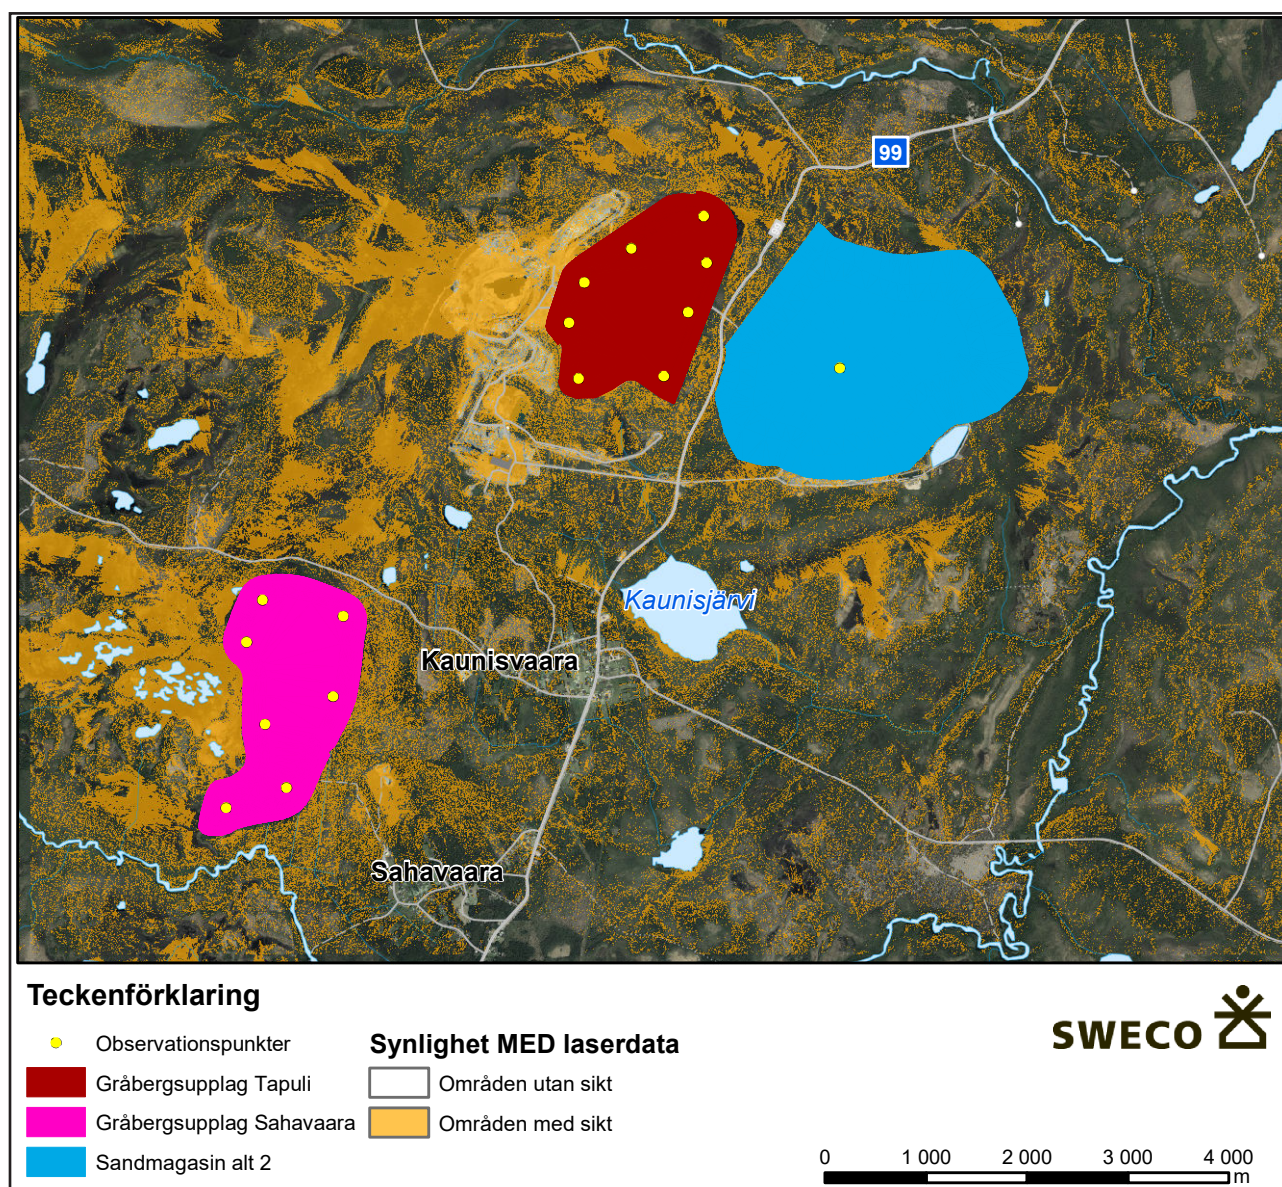 99
Kaunisjärvi
Kaunisvaara
Sahavaara
Teckenförklaring
Observationspunkter
Gråbergsupplag Tapuli
Gråbergsupplag Sahavaara
Sandmagasin alt 2
Synlighet MED laserdata
Områden utan sikt
Områden med sikt
SWECO
0 1 000 2 000 3 000 4 000
m